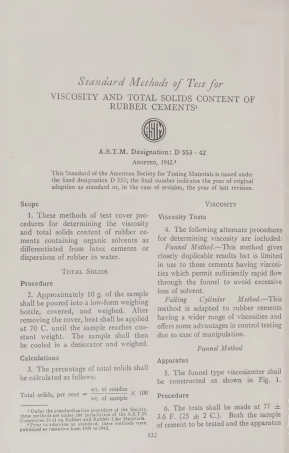 Standard Methods of Test for
VISCOSITY AND TOTAL SOLIDS CONTENT OF
RUBBER CEMENTS¹
ASTM
A.S.T.M. Designation: D 553 - 42
ADOPTED, 1942.²
This Standard of the American Society for Testing Materials is issued under
the fixed designation D 553; the final number indicates the year of original
adoption as standard or, in the case of revision, the year of last revision.
Scope
1. These methods of test cover pro-
cedures for determining the viscosity
and total solids content of rubber ce-
ments containing organic solvents as
differentiated from latex cements or
dispersions of rubber in water.
TOTAL SOLIDS
Procedure
2. Approximately 10 g. of the sample
shall be poured into a low-form weighing
bottle, covered, and weighed. After
removing the cover, host shall be applied
at 70 C. until the sample reaches con-
stant weight. The sample shall then
be cooled in a desiccator and weighed.
Calculations
3. The percentage of total solids shall
be calculated as follows:
Total solids, per cent = wt. of residue / wt. of sample × 100
¹ Under the standardization procedure of the Society,
these methods are under the jurisdiction of the A.S.T.M.
Committee D-11 on Rubber and Rubber-Like Materials.
² Prior to adoption as standard, these methods were
published as tentative from 1939 to 1942.
VISCOSITY
Viscosity Tests
4. The following alternate procedures
for determining viscosity are included:
Funnel Method.—This method gives
closely duplicable results but is limited
in use to those cements having viscosi-
ties which permit sufficiently rapid flow
through the funnel to avoid excessive
loss of solvent.
Falling Cylinder Method.—This
method is adapted to rubber cements
having a wider range of viscosities and
offers some advantages in control testing
due to ease of manipulation.
Funnel Method
Apparatus
5. The funnel type viscosimeter shall
be constructed as shown in Fig. 1.
Procedure
6. The tests shall be made at 77 ±
3.6 F. (25 ± 2 C.). Both the sample
of cement to be tested and the apparatus
932